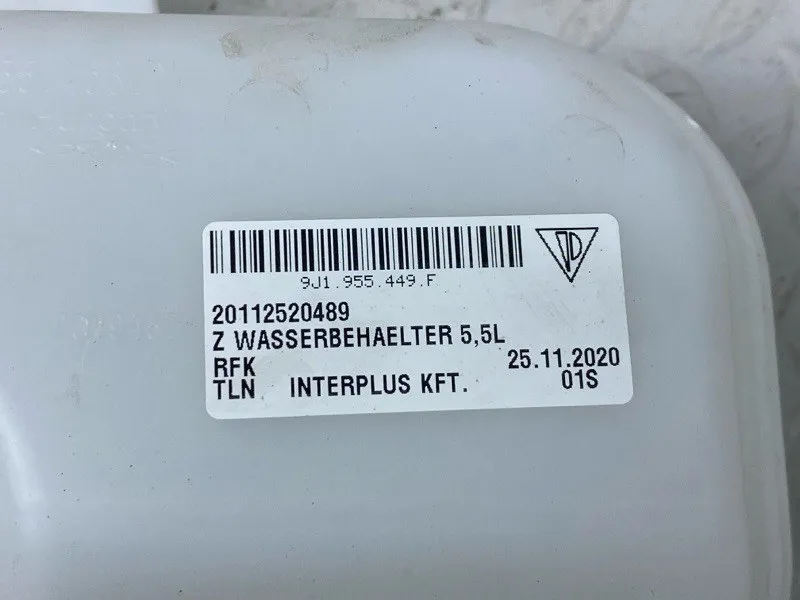 9J1.955.449.F
20112520489
Z WASSERBEHAELTER 5,5L
RFK 25.11.2020
TLN INTERPLUS KFT. 01S